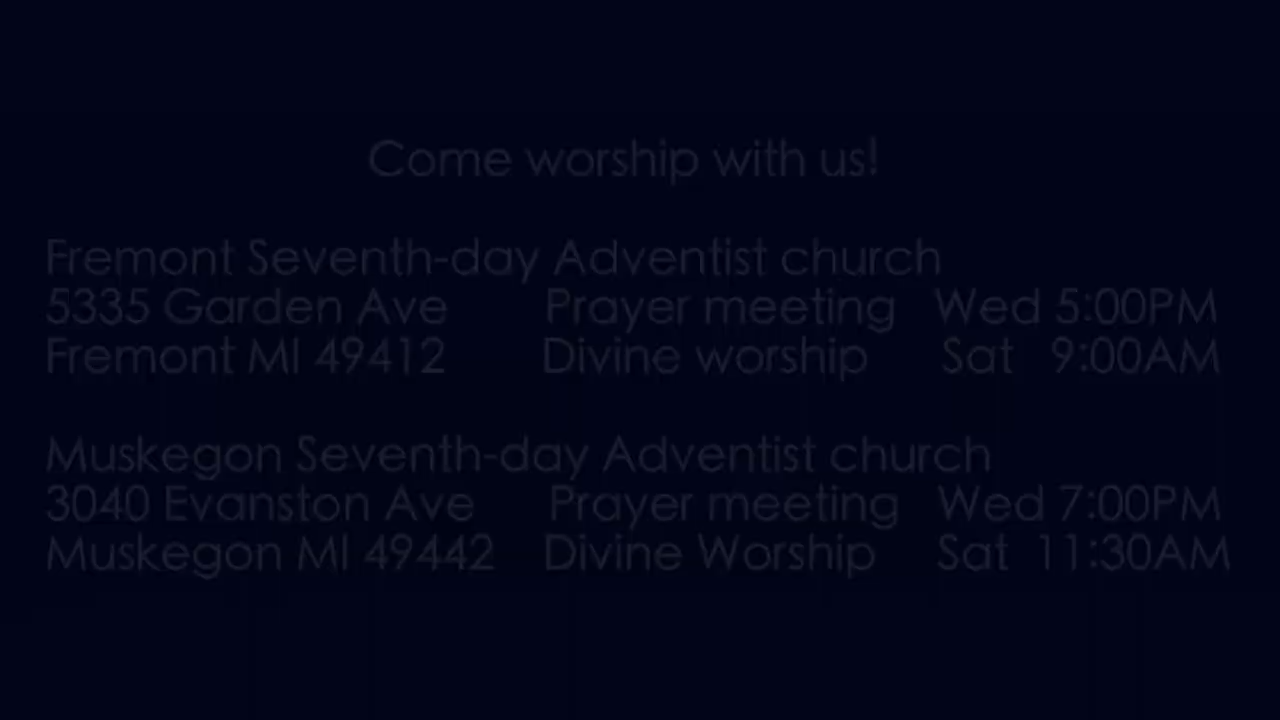 Come worship with us!
Fremont Seventh-day Adventist church
5335 Garden Ave Prayer meeting Wed 5:00PM
Fremont MI 49412 Divine worship Sat 9:00AM
Muskegon Seventh-day Adventist church
3040 Evanston Ave Prayer meeting Wed 7:00PM
Muskegon MI 49442 Divine Worship Sat 11:30AM